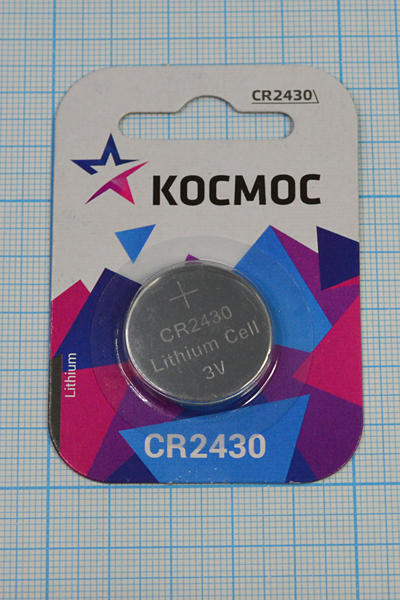 CR2430
КОСМОС
CR2430
Lithium Cell
3V
Lithium
CR2430